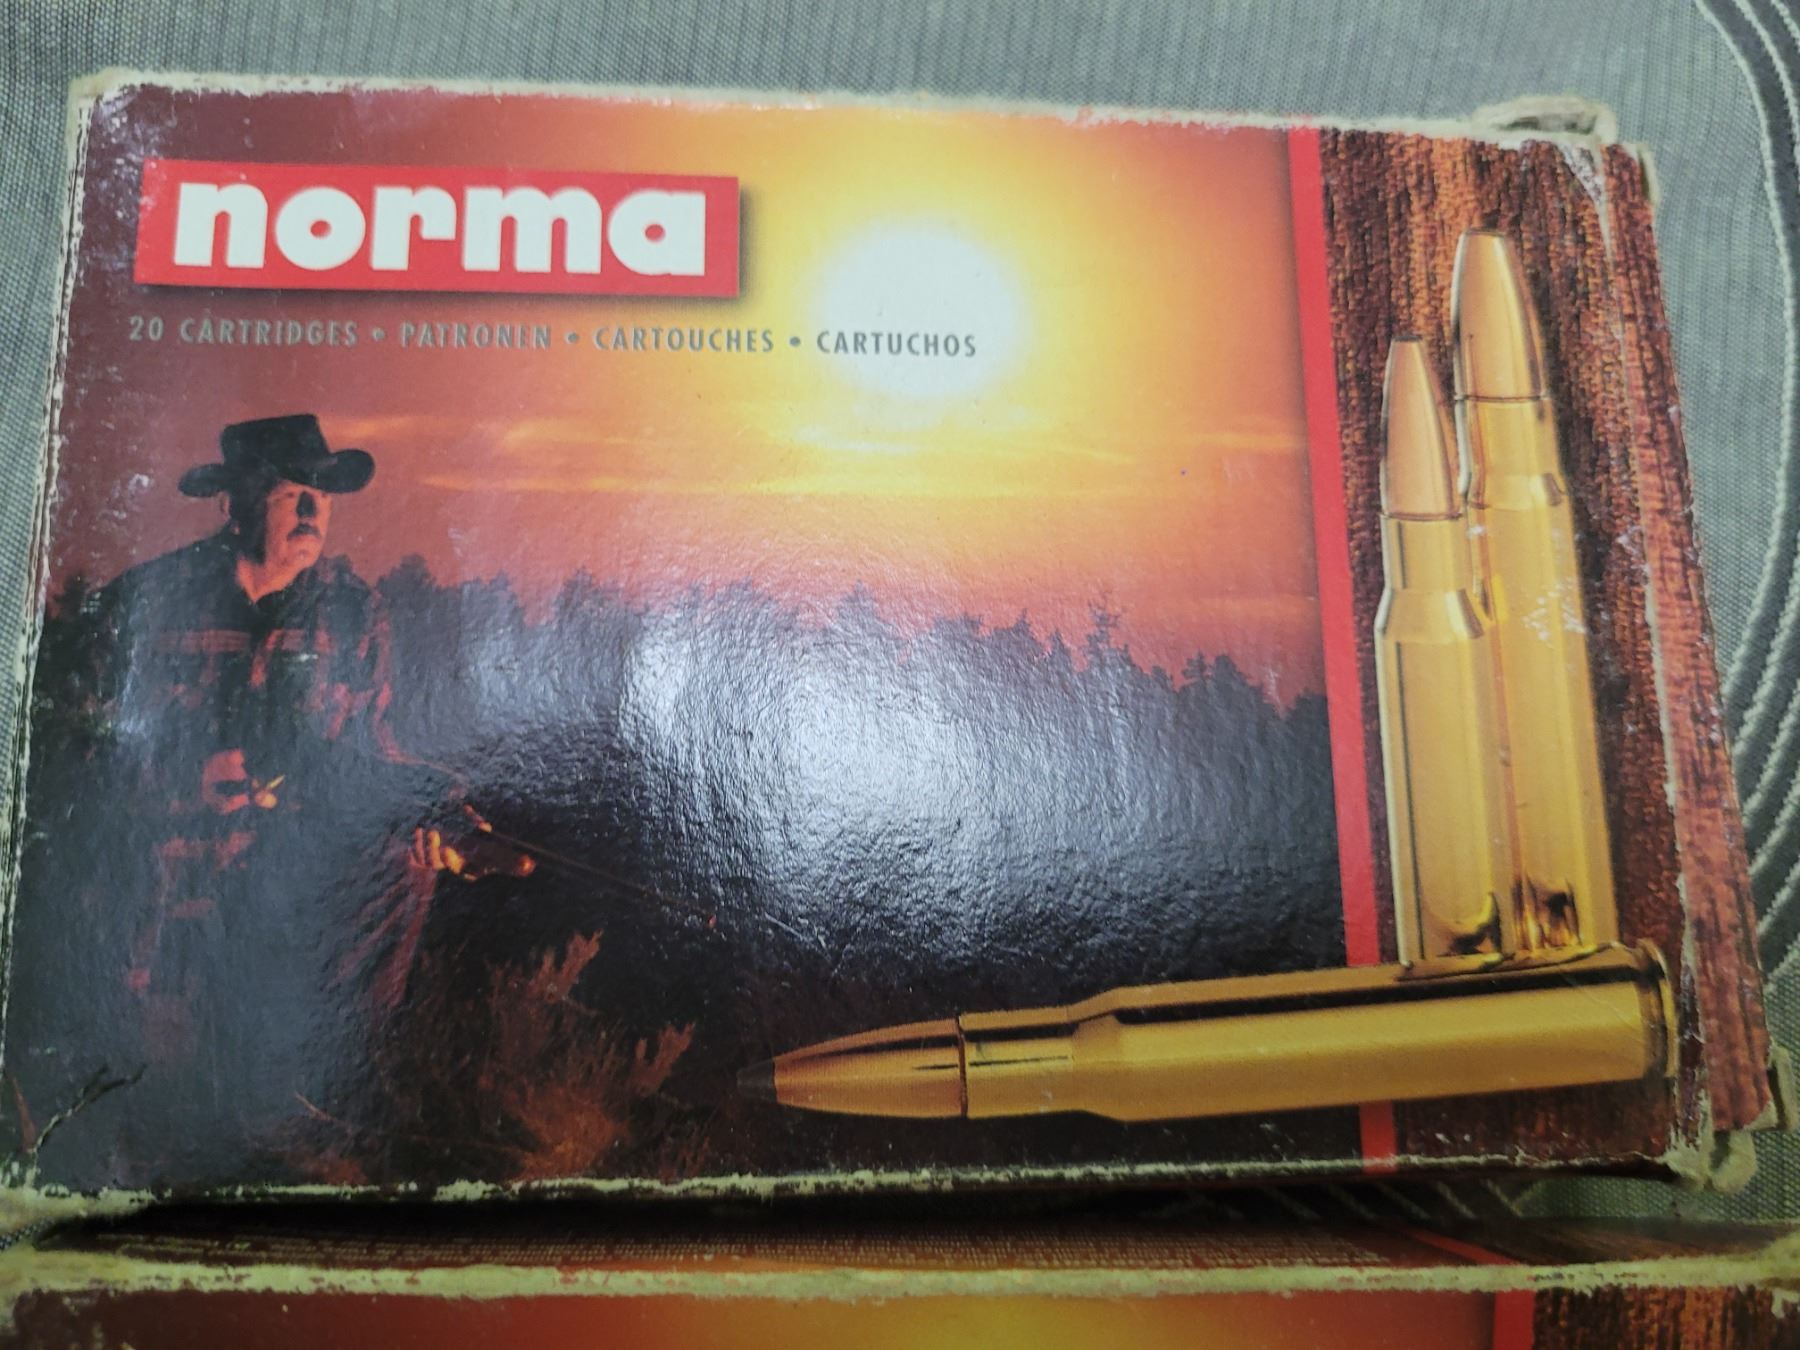 norma
20 CARTRIDGES • PATRONEN • CARTOUCHES • CARTUCHOS